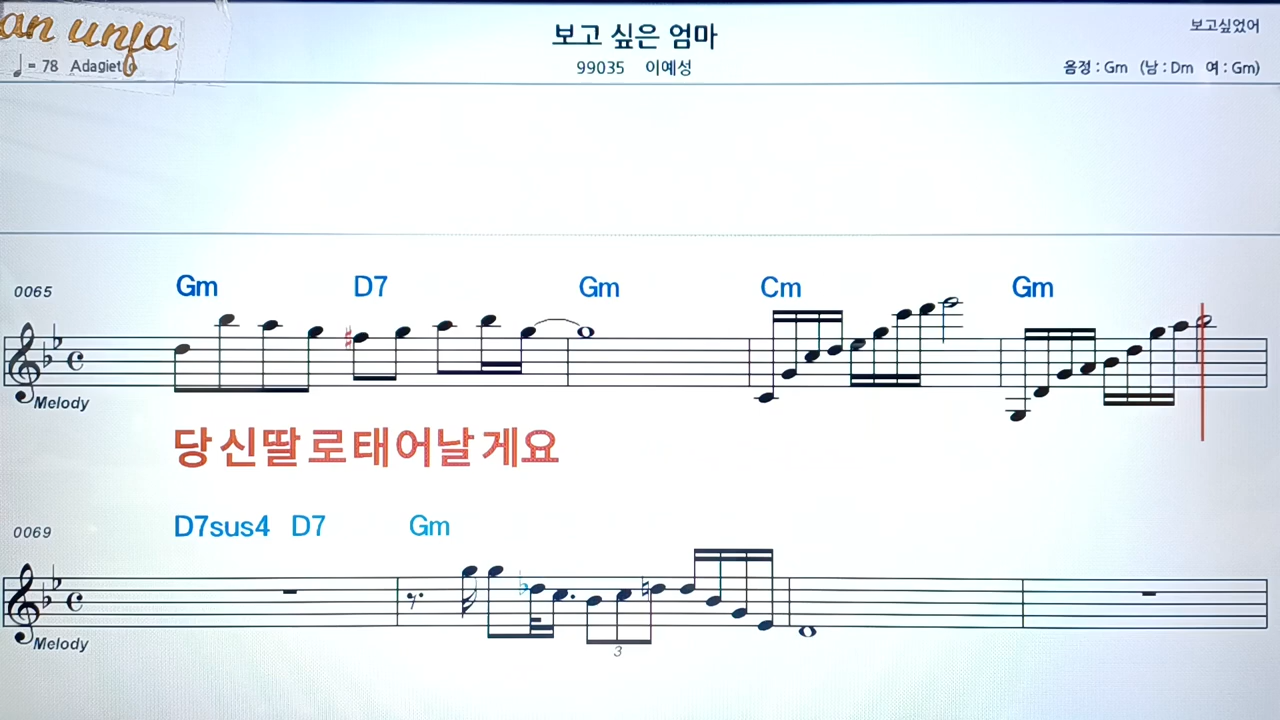 an unja
보고 싶은 엄마
보고싶었어
♩= 78 Adagietto
99035 이예성
음정 : Gm (남 : Dm 여 : Gm)
0065 Gm D7 Gm Cm Gm
Melody
당신딸로태어날게요
0069 D7sus4 D7 Gm
Melody
3